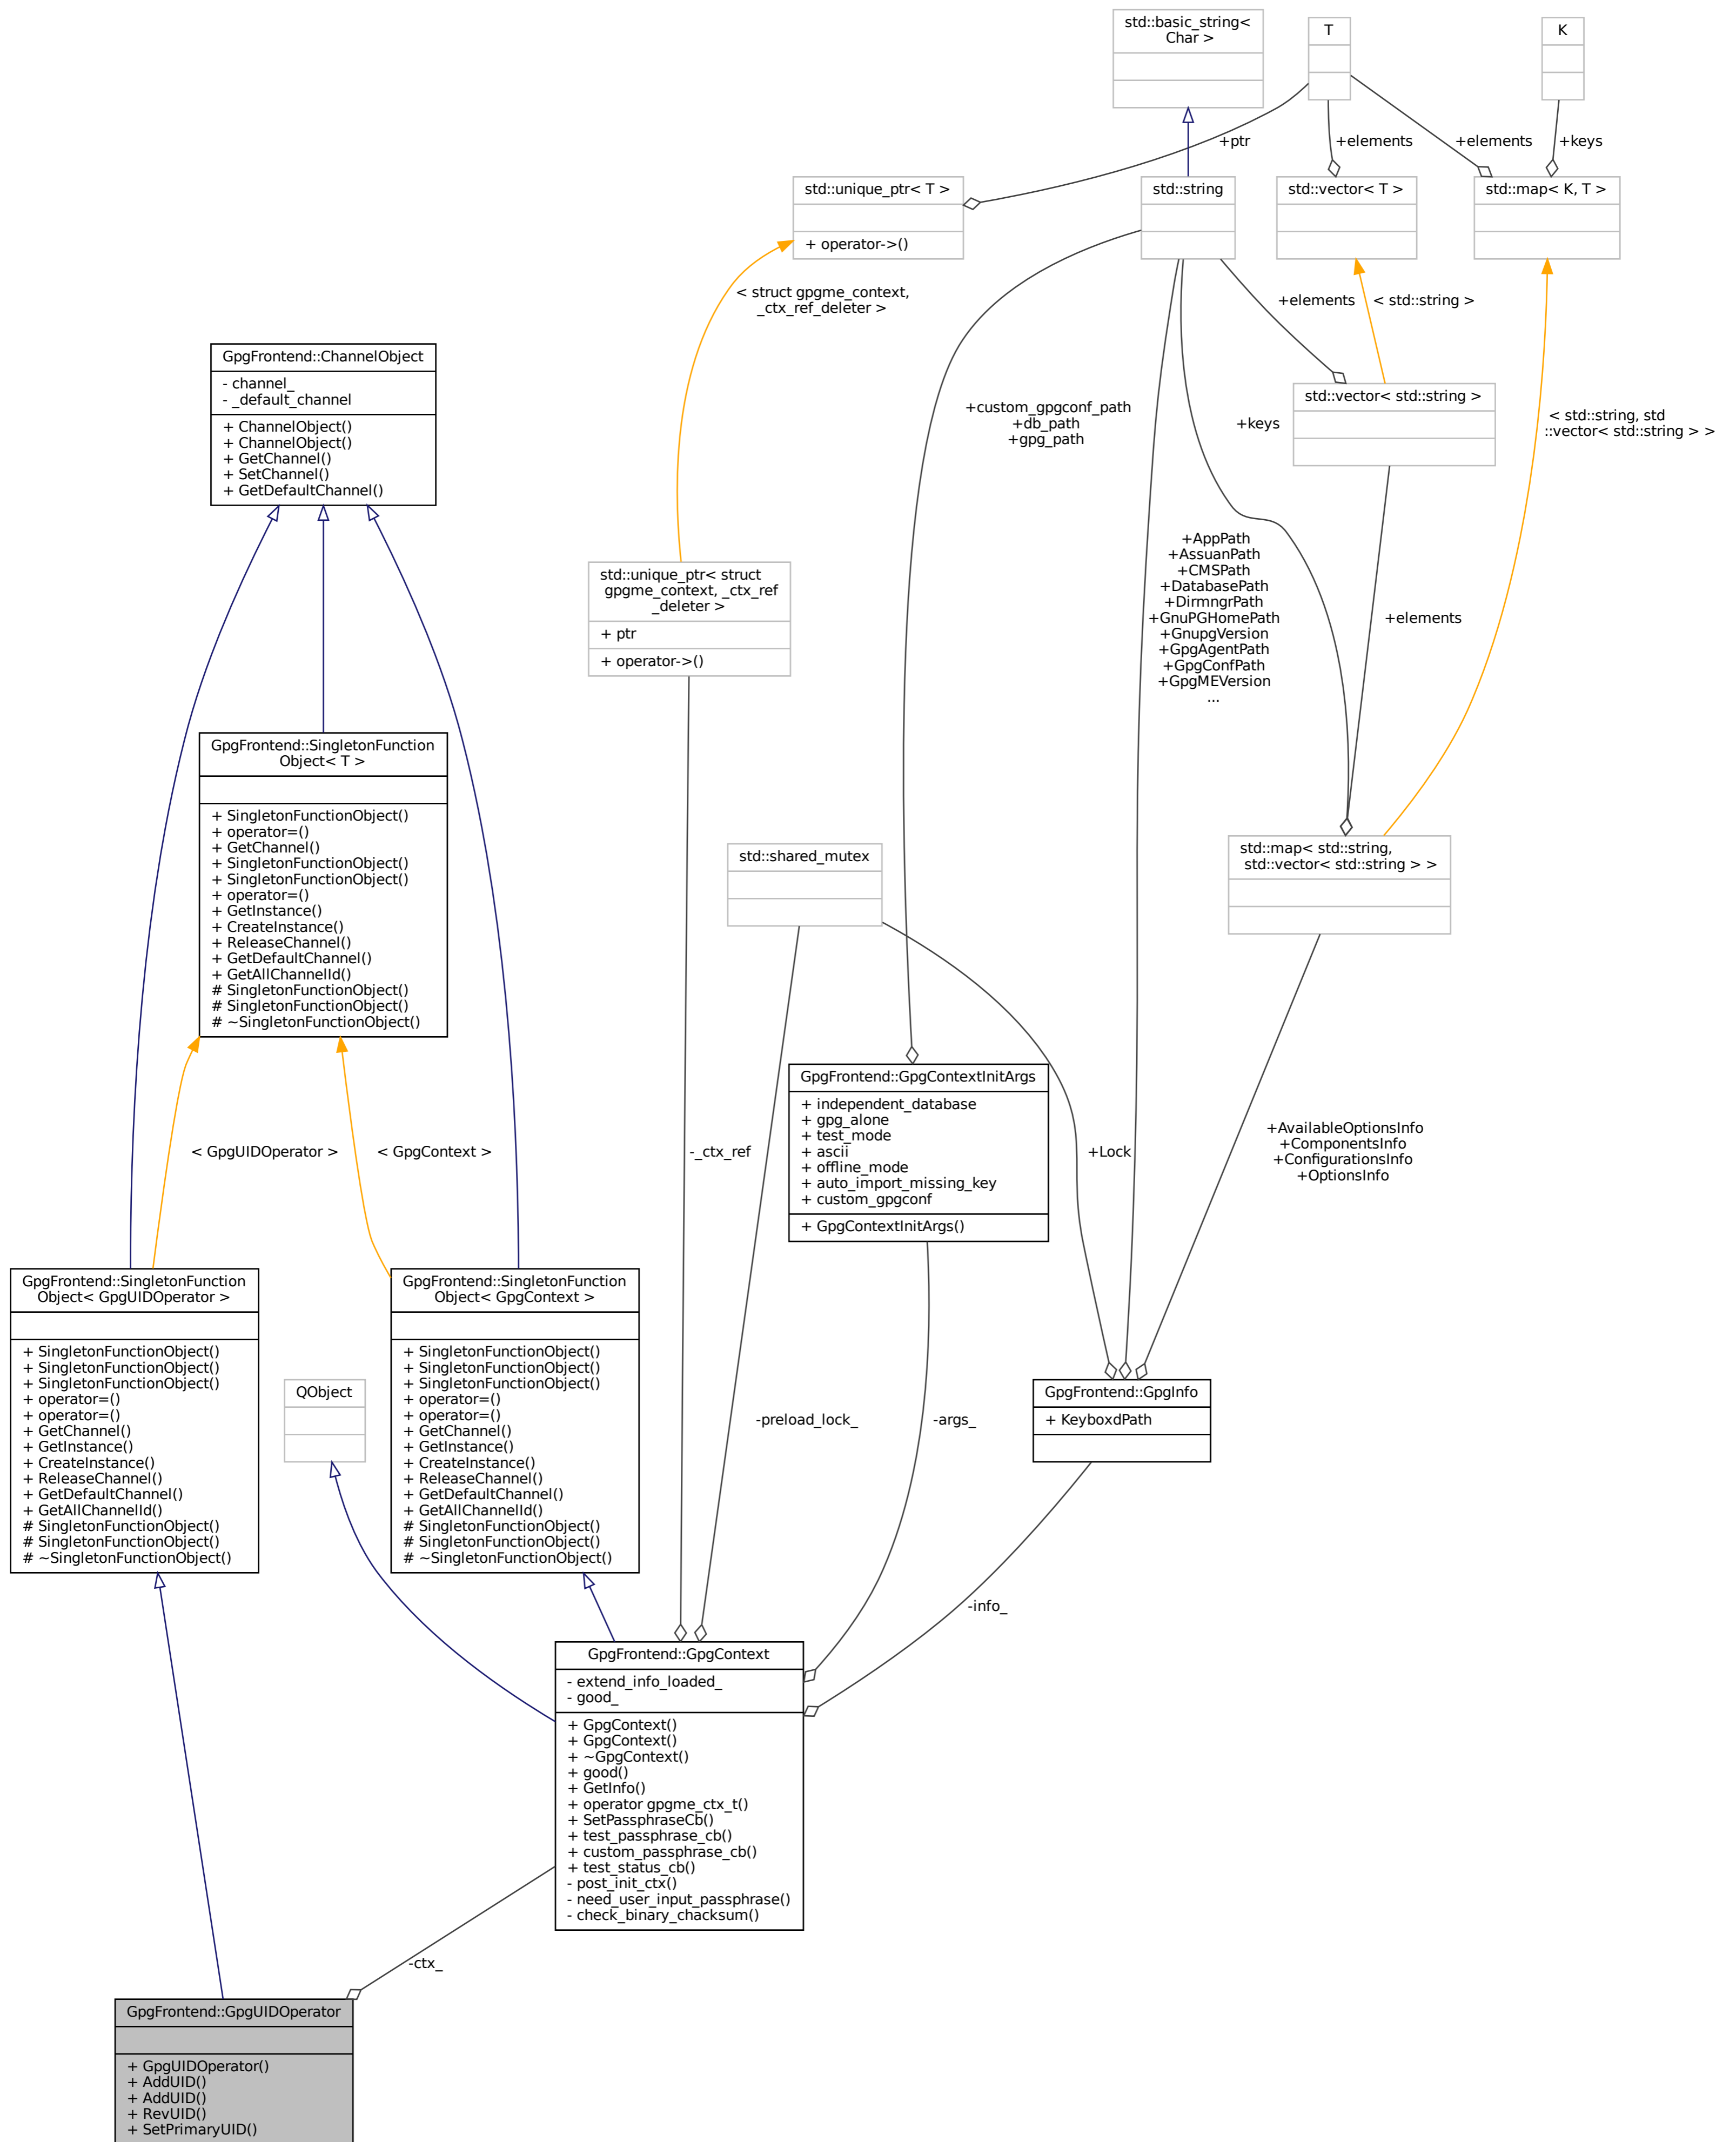 std::basic_string<
Char >
T
K
+ptr
+elements
+elements
+keys
std::unique_ptr< T >
+ operator->()
std::string
std::vector< T >
std::map< K, T >
< struct gpgme_context,
_ctx_ref_deleter >
+elements
< std::string >
GpgFrontend::ChannelObject
- channel_
- _default_channel
+ ChannelObject()
+ ChannelObject()
+ GetChannel()
+ SetChannel()
+ GetDefaultChannel()
+custom_gpgconf_path
+db_path
+gpg_path
+keys
std::vector< std::string >
< std::string, std
::vector< std::string > >
std::unique_ptr< struct
gpgme_context, _ctx_ref
_deleter >
+ ptr
+ operator->()
+AppPath
+AssuanPath
+CMSPath
+DatabasePath
+DirmngrPath
+GnuPGHomePath
+GnupgVersion
+GpgAgentPath
+GpgConfPath
+GpgMEVersion
...
+elements
GpgFrontend::SingletonFunction
Object< T >
+ SingletonFunctionObject()
+ operator=()
+ GetChannel()
+ SingletonFunctionObject()
+ SingletonFunctionObject()
+ operator=()
+ GetInstance()
+ CreateInstance()
+ ReleaseChannel()
+ GetDefaultChannel()
+ GetAllChannelId()
# SingletonFunctionObject()
# SingletonFunctionObject()
# ~SingletonFunctionObject()
std::shared_mutex
std::map< std::string,
std::vector< std::string > >
< GpgUIDOperator >
< GpgContext >
-_ctx_ref
GpgFrontend::GpgContextInitArgs
+ independent_database
+ gpg_alone
+ test_mode
+ ascii
+ offline_mode
+ auto_import_missing_key
+ custom_gpgconf
+ GpgContextInitArgs()
+Lock
+AvailableOptionsInfo
+ComponentsInfo
+ConfigurationsInfo
+OptionsInfo
GpgFrontend::SingletonFunction
Object< GpgUIDOperator >
+ SingletonFunctionObject()
+ SingletonFunctionObject()
+ SingletonFunctionObject()
+ operator=()
+ operator=()
+ GetChannel()
+ GetInstance()
+ CreateInstance()
+ ReleaseChannel()
+ GetDefaultChannel()
+ GetAllChannelId()
# SingletonFunctionObject()
# SingletonFunctionObject()
# ~SingletonFunctionObject()
QObject
GpgFrontend::SingletonFunction
Object< GpgContext >
+ SingletonFunctionObject()
+ SingletonFunctionObject()
+ SingletonFunctionObject()
+ operator=()
+ operator=()
+ GetChannel()
+ GetInstance()
+ CreateInstance()
+ ReleaseChannel()
+ GetDefaultChannel()
+ GetAllChannelId()
# SingletonFunctionObject()
# SingletonFunctionObject()
# ~SingletonFunctionObject()
-preload_lock_
-args_
GpgFrontend::GpgInfo
+ KeyboxdPath
-info_
GpgFrontend::GpgContext
- extend_info_loaded_
- good_
+ GpgContext()
+ GpgContext()
+ ~GpgContext()
+ good()
+ GetInfo()
+ operator gpgme_ctx_t()
+ SetPassphraseCb()
+ test_passphrase_cb()
+ custom_passphrase_cb()
+ test_status_cb()
- post_init_ctx()
- need_user_input_passphrase()
- check_binary_chacksum()
-ctx_
GpgFrontend::GpgUIDOperator
+ GpgUIDOperator()
+ AddUID()
+ AddUID()
+ RevUID()
+ SetPrimaryUID()